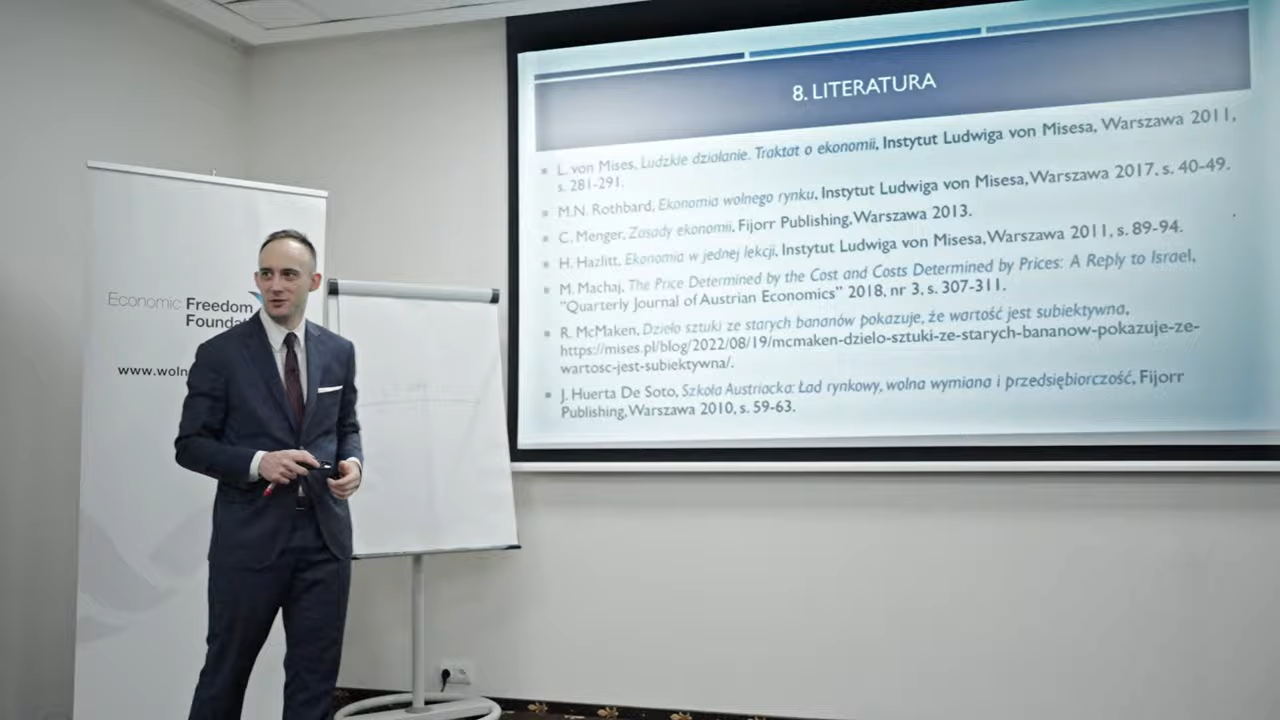 Economic Freedom
Foundat
www.woln
8. LITERATURA
L. von Mises, Ludzkie działanie. Traktat o ekonomii, Instytut Ludwiga von Misesa, Warszawa 2011,
s. 281-291.
M.N. Rothbard, Ekonomia wolnego rynku, Instytut Ludwiga von Misesa, Warszawa 2017, s. 40-49.
C. Menger, Zasady ekonomii, Fijorr Publishing, Warszawa 2013.
H. Hazlitt, Ekonomia w jednej lekcji, Instytut Ludwiga von Misesa, Warszawa 2011, s. 89-94.
M. Machaj, The Price Determined by the Cost and Costs Determined by Prices: A Reply to Israel,
"Quarterly Journal of Austrian Economics" 2018, nr 3, s. 307-311.
R. McMaken, Dzieło sztuki ze starych bananów pokazuje, że wartość jest subiektywna,
https://mises.pl/blog/2022/08/19/mcmaken-dzielo-sztuki-ze-starych-bananow-pokazuje-ze-
wartosc-jest-subiektywna/.
J. Huerta De Soto, Szkoła Austriacka: Ład rynkowy, wolna wymiana i przedsiębiorczość, Fijorr
Publishing, Warszawa 2010, s. 59-63.